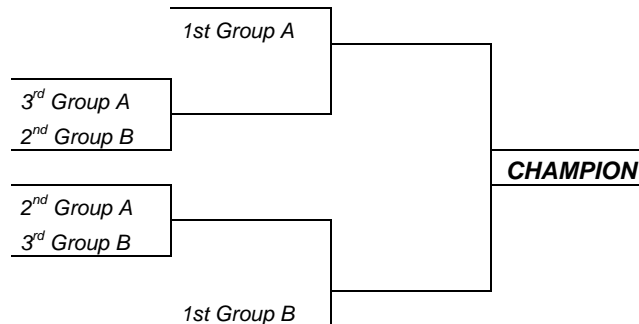 1st Group A
3rd Group A
2nd Group B
CHAMPION
2nd Group A
3rd Group B
1st Group B